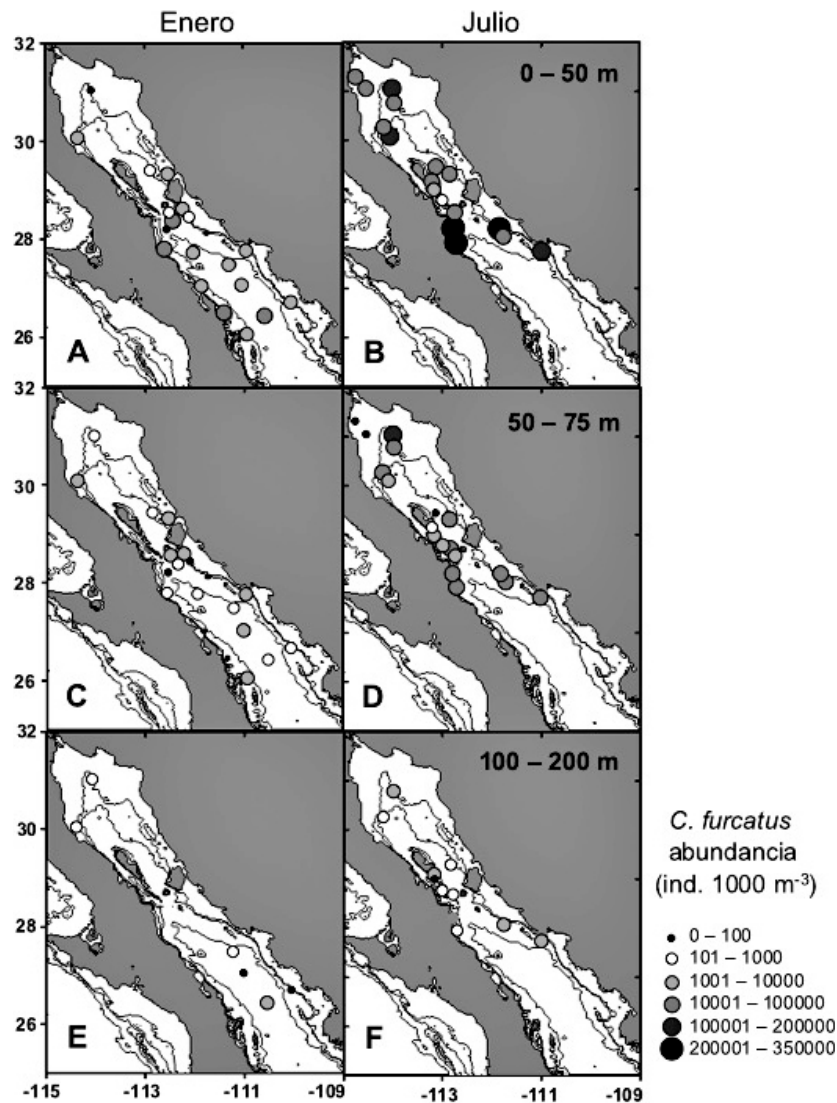 Enero
Julio
32
30
28
26
A
0 – 50 m
B
32
30
28
26
C
50 – 75 m
D
32
30
28
26
E
100 – 200 m
F
-115
-113
-111
-109
-113
-111
-109
C. furcatus
abundancia
(ind. 1000 m⁻³)
0 – 100
101 – 1000
1001 – 10000
10001 – 100000
100001 – 200000
200001 – 350000